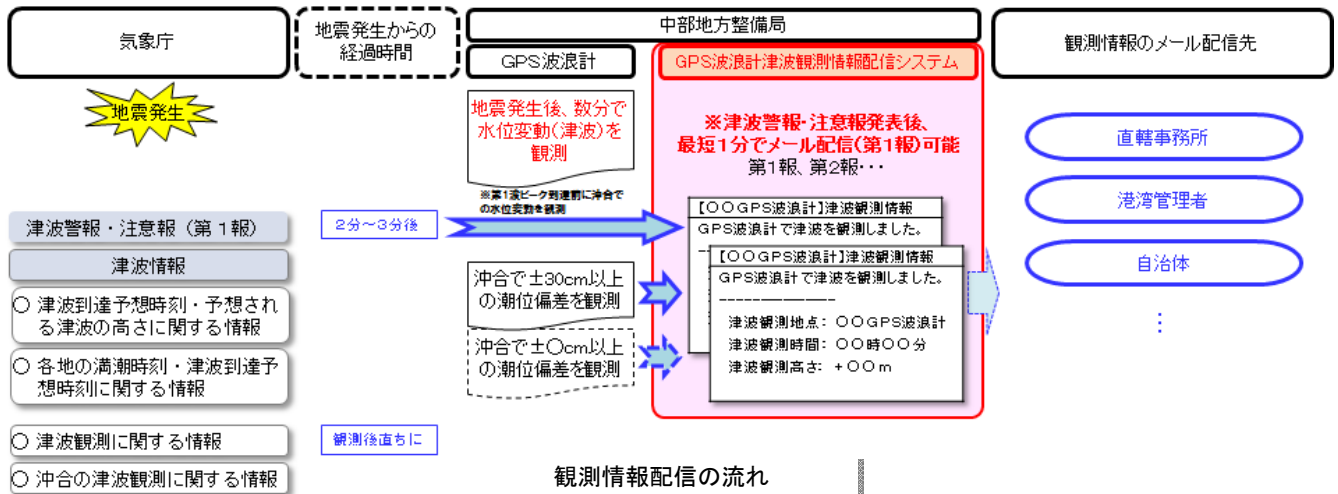 気象庁
地震発生からの
経過時間
中部地方整備局
GPS波浪計
GPS波浪計津波観測情報配信システム
観測情報のメール配信先
地震発生
地震発生後、数分で
水位変動(津波)を
観測
※第1波ピーク到達前に沖合で
の水位変動を観測
※津波警報・注意報発表後、
最短1分でメール配信(第1報)可能
第1報、第2報・・・
直轄事務所
港湾管理者
自治体
⋮
津波警報・注意報（第１報）
2分～3分後
津波情報
○ 津波到達予想時刻・予想され
る津波の高さに関する情報
○ 各地の満潮時刻・津波到達予
想時刻に関する情報
○ 津波観測に関する情報
観測後直ちに
○ 沖合の津波観測に関する情報
沖合で±30cm以上
の潮位偏差を観測
沖合で±〇cm以上
の潮位偏差を観測
【〇〇GPS波浪計】津波観測情報
GPS波浪計で津波を観測しました。
【〇〇GPS波浪計】津波観測情報
GPS波浪計で津波を観測しました。
--------------
津波観測地点：〇〇GPS波浪計
津波観測時間：〇〇時〇〇分
津波観測高さ：+〇〇m
観測情報配信の流れ